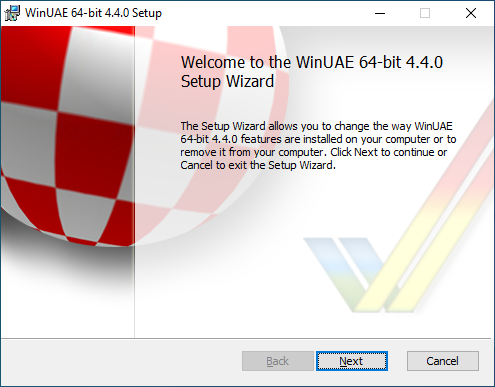 WinUAE 64-bit 4.4.0 Setup
Welcome to the WinUAE 64-bit 4.4.0
Setup Wizard
The Setup Wizard allows you to change the way WinUAE
64-bit 4.4.0 features are installed on your computer or to
remove it from your computer. Click Next to continue or
Cancel to exit the Setup Wizard.
Back
Next
Cancel